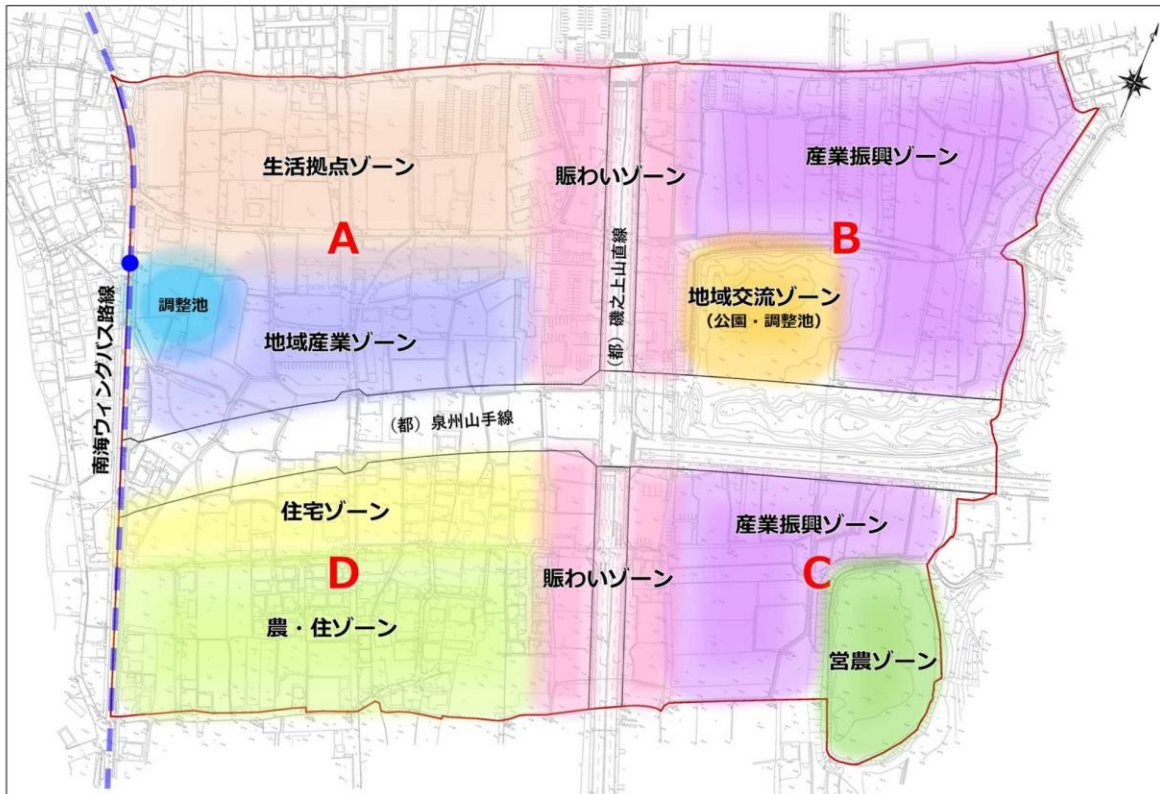 生活拠点ゾーン
賑わいゾーン
産業振興ゾーン
A
B
調整池
地域産業ゾーン
地域交流ゾーン
（公園・調整池）
(都) 磯之上山直線
南海ウィングバス路線
(都) 泉州山手線
住宅ゾーン
産業振興ゾーン
D
賑わいゾーン
C
農・住ゾーン
営農ゾーン